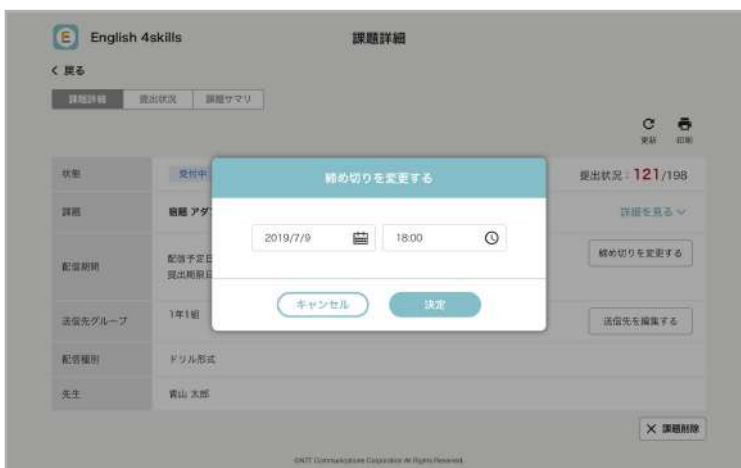 English 4skills
課題詳細
戻る
課題詳細 提出状況 課題サマリ
更新 印刷
状態 受付中 提出状況：121/198
締め切りを変更する
課題 宿題 アダ 詳細を見る
2019/7/9 18:00
配信期間 配信予定日 締め切りを変更する
提出期限日
キャンセル 決定
送信先グループ 1年1組 送信先を編集する
配信種別 ドリル形式
先生 青山 太郎
課題削除
©NTT Communications Corporation All Rights Reserved.